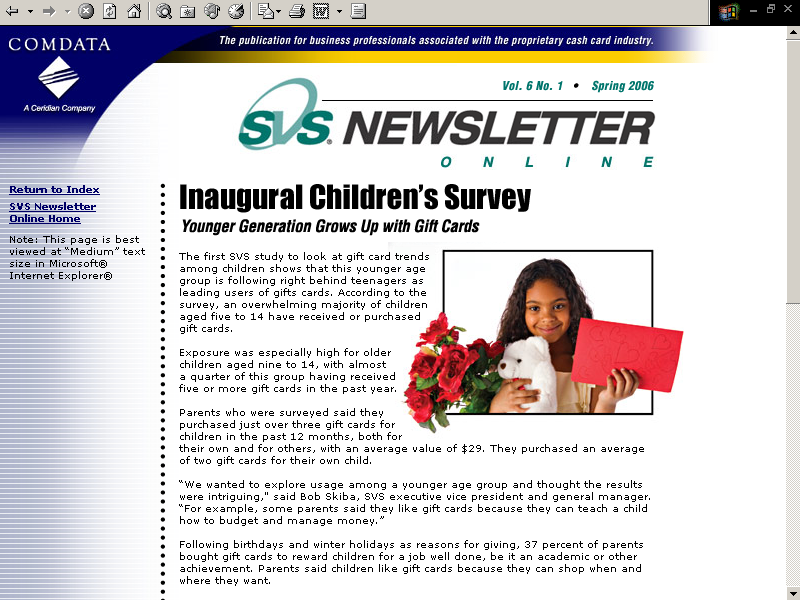 COMDATA
A Ceridian Company
The publication for business professionals associated with the proprietary cash card industry.
Vol. 6 No. 1 • Spring 2006
SVS® NEWSLETTER
ONLINE
Return to Index
SVS Newsletter
Online Home
Note: This page is best
viewed at “Medium” text
size in Microsoft®
Internet Explorer®
Inaugural Children’s Survey
Younger Generation Grows Up with Gift Cards
The first SVS study to look at gift card trends
among children shows that this younger age
group is following right behind teenagers as
leading users of gifts cards. According to the
survey, an overwhelming majority of children
aged five to 14 have received or purchased
gift cards.
Exposure was especially high for older
children aged nine to 14, with almost
a quarter of this group having received
five or more gift cards in the past year.
Parents who were surveyed said they
purchased just over three gift cards for
children in the past 12 months, both for
their own and for others, with an average value of $29. They purchased an average
of two gift cards for their own child.
“We wanted to explore usage among a younger age group and thought the results
were intriguing," said Bob Skiba, SVS executive vice president and general manager.
“For example, some parents said they like gift cards because they can teach a child
how to budget and manage money.”
Following birthdays and winter holidays as reasons for giving, 37 percent of parents
bought gift cards to reward children for a job well done, be it an academic or other
achievement. Parents said children like gift cards because they can shop when and
where they want.